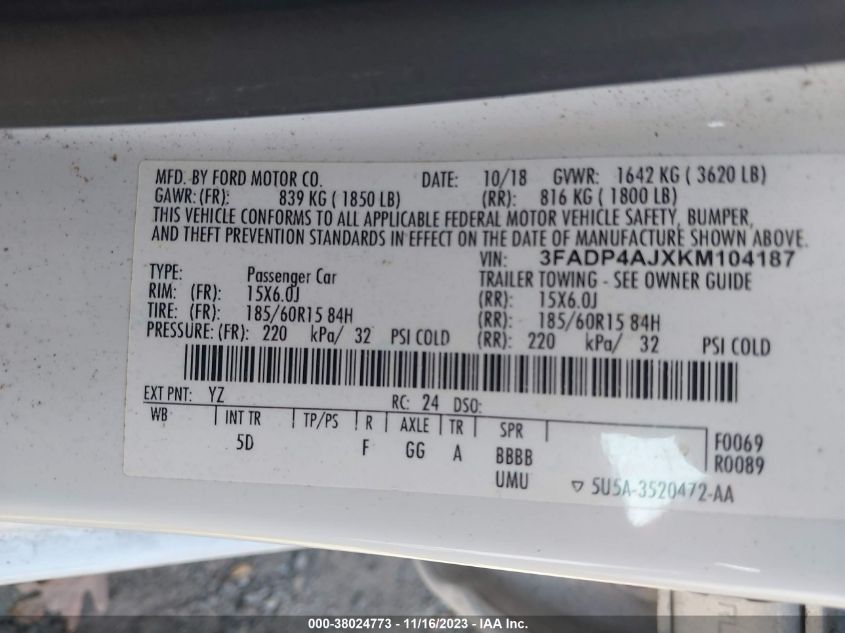 MFD. BY FORD MOTOR CO. DATE: 10/18 GVWR: 1642 KG ( 3620 LB)
GAWR: (FR): 839 KG ( 1850 LB) (RR): 816 KG ( 1800 LB)
THIS VEHICLE CONFORMS TO ALL APPLICABLE FEDERAL MOTOR VEHICLE SAFETY, BUMPER,
AND THEFT PREVENTION STANDARDS IN EFFECT ON THE DATE OF MANUFACTURE SHOWN ABOVE.
VIN: 3FADP4AJXKM104187
TYPE: Passenger Car TRAILER TOWING - SEE OWNER GUIDE
RIM: (FR): 15X6.0J (RR): 15X6.0J
TIRE: (FR): 185/60R15 84H (RR): 185/60R15 84H
PRESSURE: (FR): 220 kPa/ 32 PSI COLD (RR): 220 kPa/ 32 PSI COLD
EXT PNT: YZ RC: 24 DSO:
WB INT TR TP/PS R AXLE TR SPR
5D F GG A BBBB F0069
UMU R0089
▽ 5U5A-3520472-AA
000-38024773 - 11/16/2023 - IAA Inc.